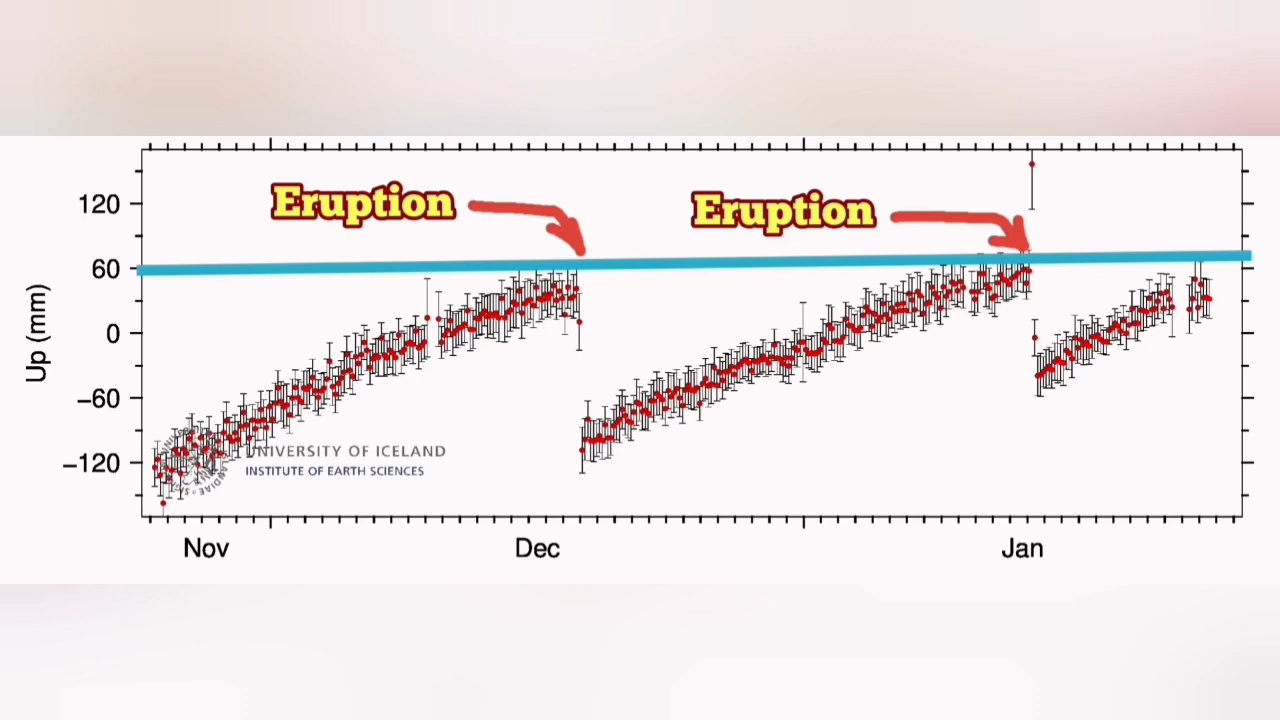 Eruption
Eruption
120
60
0
−60
−120
Up (mm)
UNIVERSITY OF ICELAND
INSTITUTE OF EARTH SCIENCES
Nov
Dec
Jan